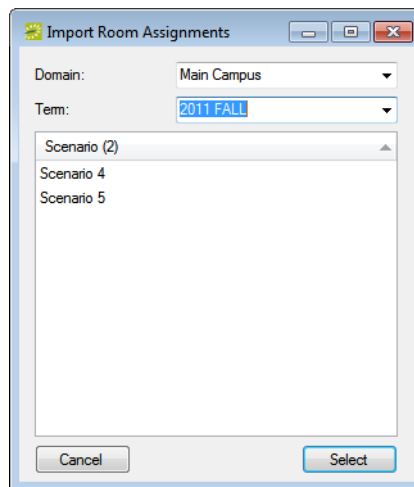 Import Room Assignments
Domain: Main Campus
Term: 2011 FALL
Scenario (2)
Scenario 4
Scenario 5
Cancel Select